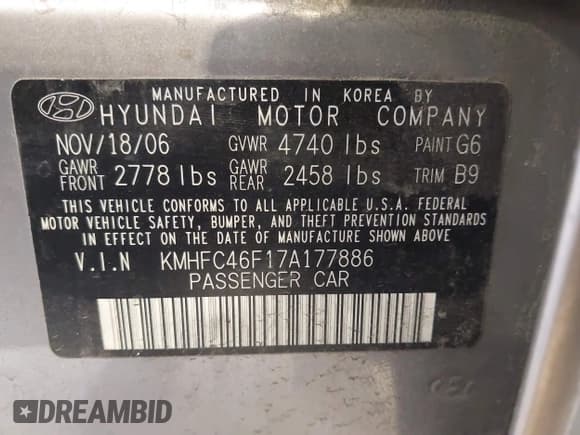 MANUFACTURED IN KOREA BY
HYUNDAI MOTOR COMPANY
NOV/18/06 GVWR 4740 lbs PAINT G6
GAWR FRONT 2778 lbs GAWR REAR 2458 lbs TRIM B9
THIS VEHICLE CONFORMS TO ALL APPLICABLE U.S.A. FEDERAL
MOTOR VEHICLE SAFETY, BUMPER, AND THEFT PREVENTION STANDARDS
IN EFFECT ON THE DATE OF MANUFACTURE SHOWN ABOVE
V.I.N KMHFC46F17A177886
PASSENGER CAR
DREAMBID